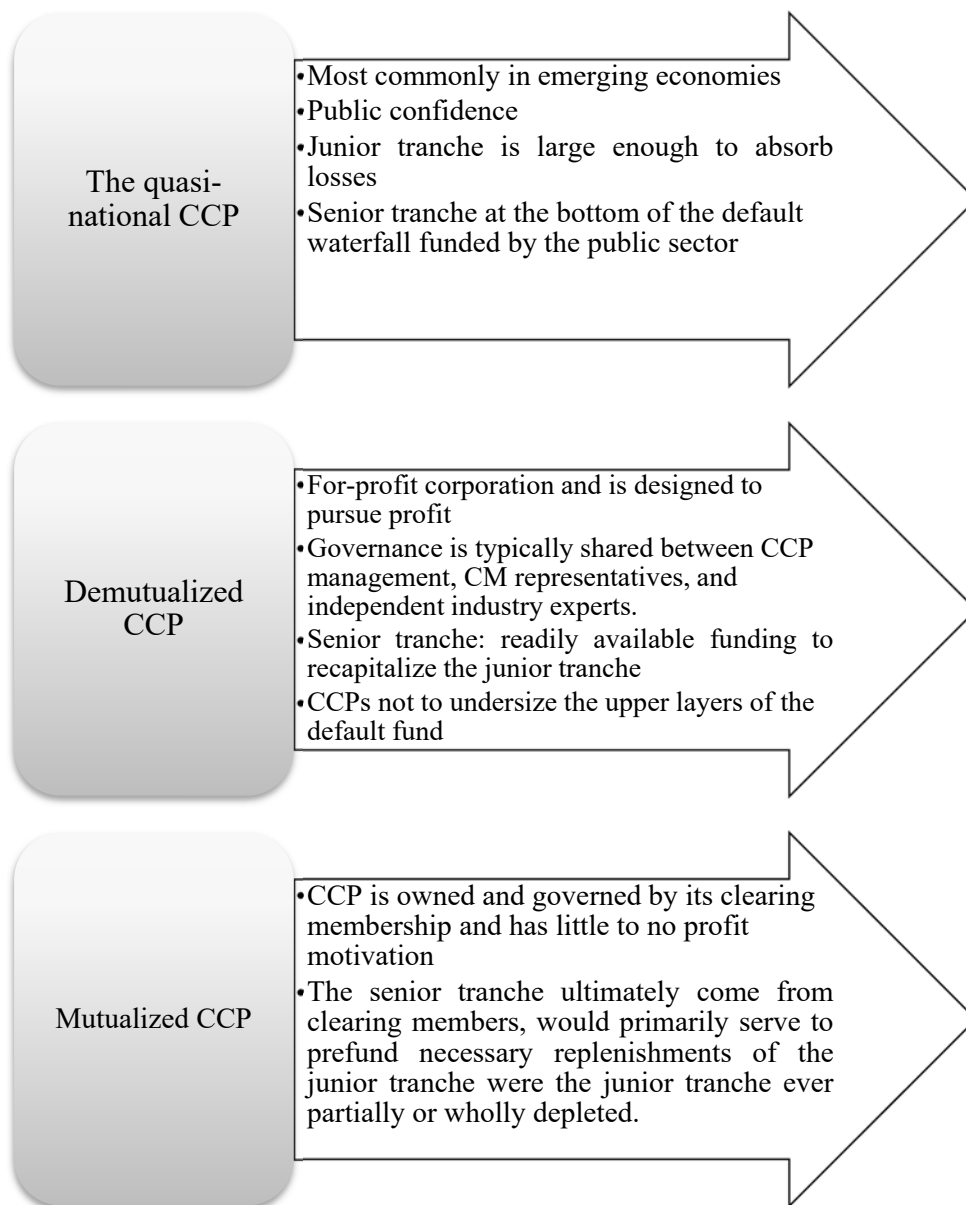 The quasi-
national CCP
•Most commonly in emerging economies
•Public confidence
•Junior tranche is large enough to absorb
losses
•Senior tranche at the bottom of the default
waterfall funded by the public sector
Demutualized
CCP
•For-profit corporation and is designed to
pursue profit
•Governance is typically shared between CCP
management, CM representatives, and
independent industry experts.
•Senior tranche: readily available funding to
recapitalize the junior tranche
•CCPs not to undersize the upper layers of the
default fund
Mutualized CCP
•CCP is owned and governed by its clearing
membership and has little to no profit
motivation
•The senior tranche ultimately come from
clearing members, would primarily serve to
prefund necessary replenishments of the
junior tranche were the junior tranche ever
partially or wholly depleted.